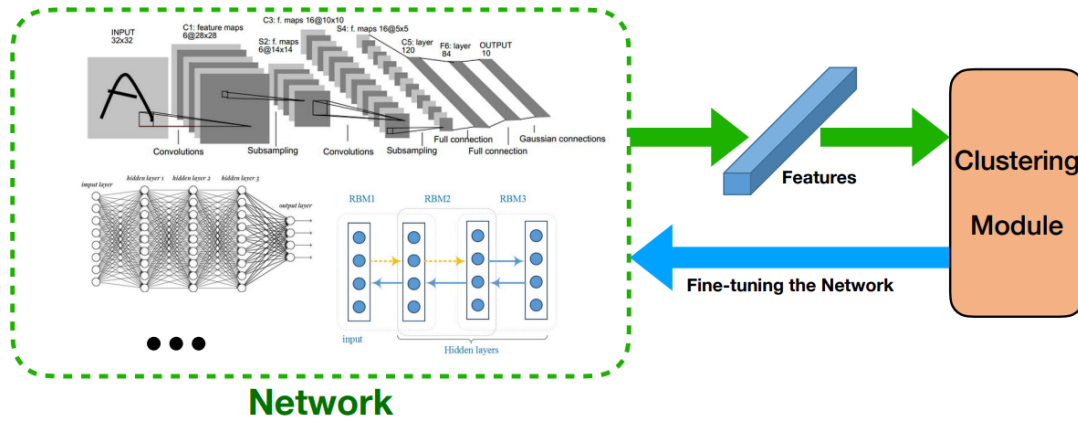 INPUT
32x32
C1: feature maps
6@28x28
S2: f. maps
6@14x14
C3: f. maps 16@10x10
S4: f. maps 16@5x5
C5: layer
120
F6: layer
84
OUTPUT
10
Convolutions
Subsampling
Convolutions
Subsampling
Full connection
Full connection
Gaussian connections
input layer
hidden layer 1
hidden layer 2
hidden layer 3
output layer
RBM1
RBM2
RBM3
input
Hidden layers
Network
Features
Fine-tuning the Network
Clustering
Module